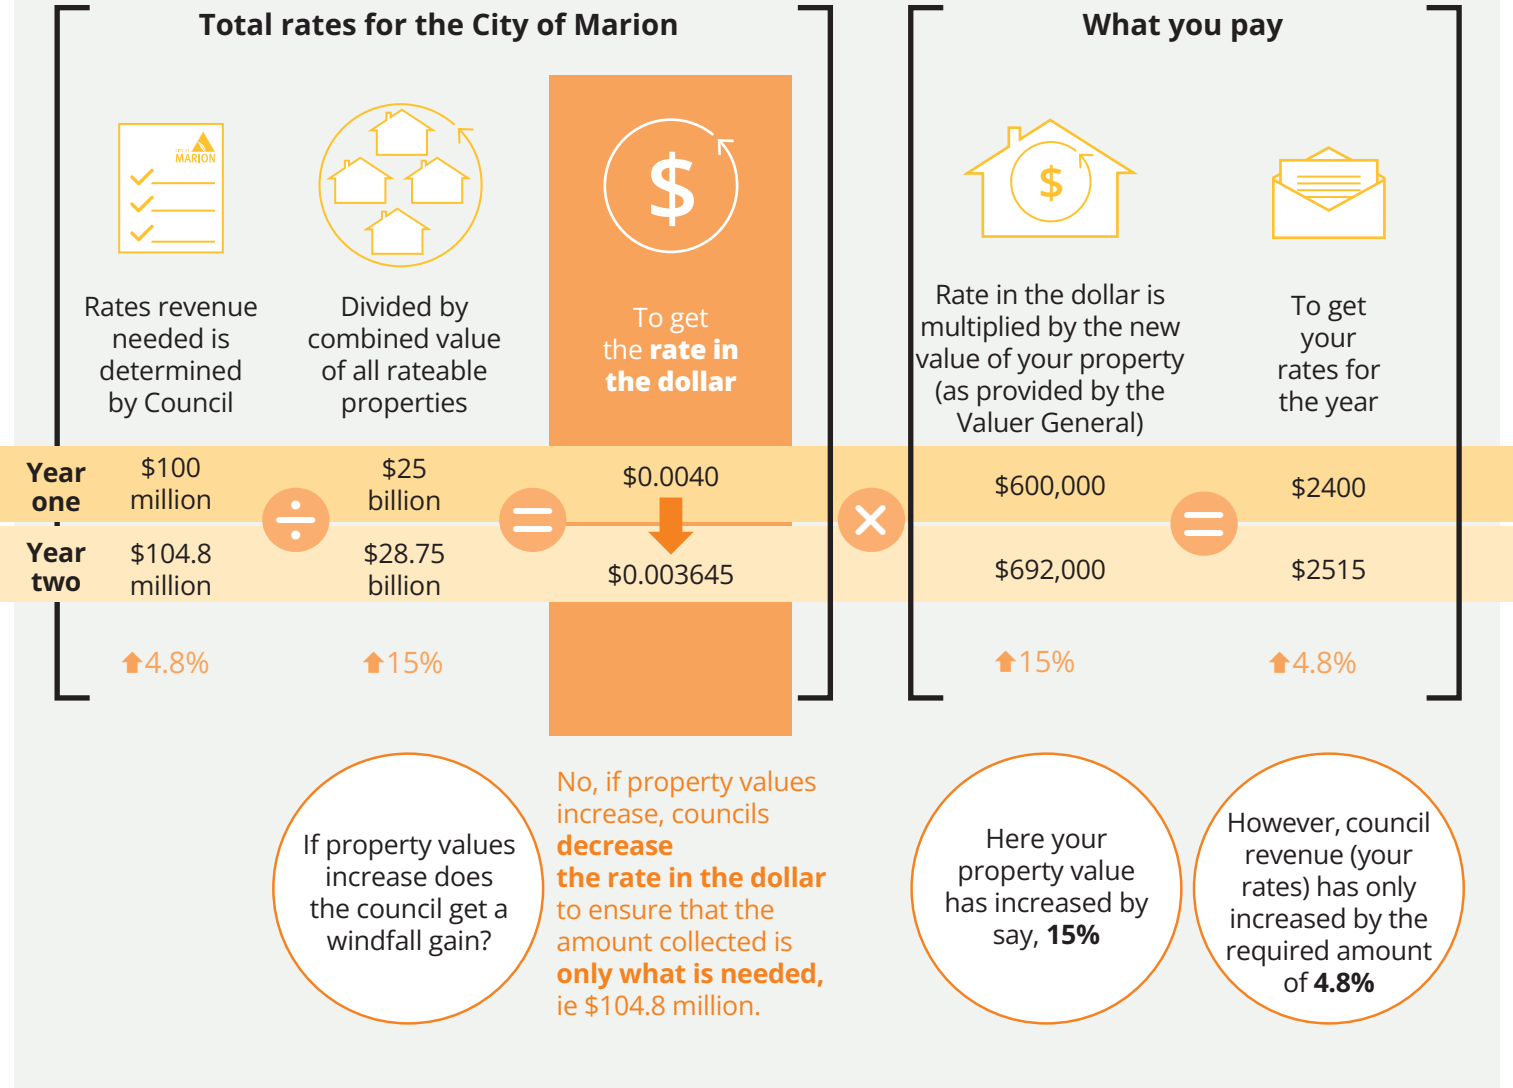 Total rates for the City of Marion
What you pay
MARION
$
$
Rates revenue
needed is
determined
by Council
Divided by
combined value
of all rateable
properties
To get
the rate in
the dollar
Rate in the dollar is
multiplied by the new
value of your property
(as provided by the
Valuer General)
To get
your
rates for
the year
Year
one
$100
million
÷
$25
billion
=
$0.0040
×
$600,000
=
$2400
Year
two
$104.8
million
$28.75
billion
$0.003645
$692,000
$2515
4.8%
15%
15%
4.8%
If property values
increase does
the council get a
windfall gain?
No, if property values
increase, councils
decrease
the rate in the dollar
to ensure that the
amount collected is
only what is needed,
ie $104.8 million.
Here your
property value
has increased by
say, 15%
However, council
revenue (your
rates) has only
increased by the
required amount
of 4.8%